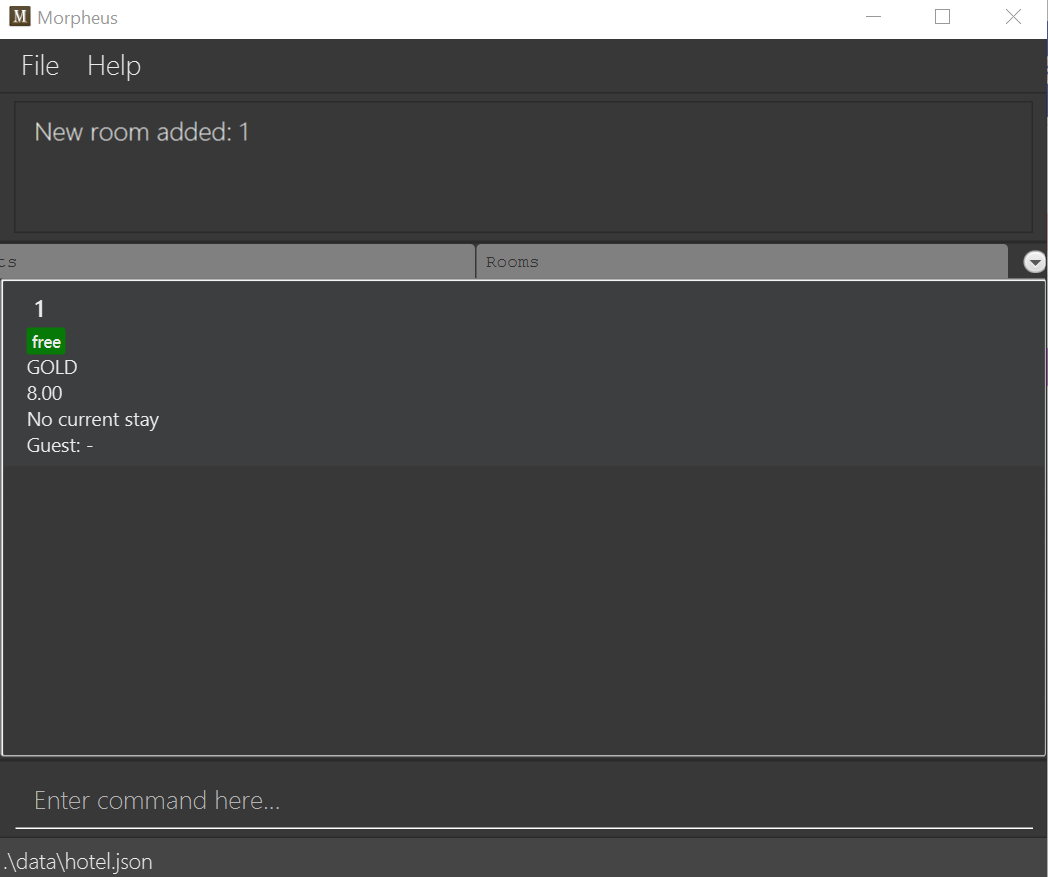 M Morpheus
File Help
New room added: 1
Rooms
1
free
GOLD
8.00
No current stay
Guest: -
Enter command here...
.\data\hotel.json